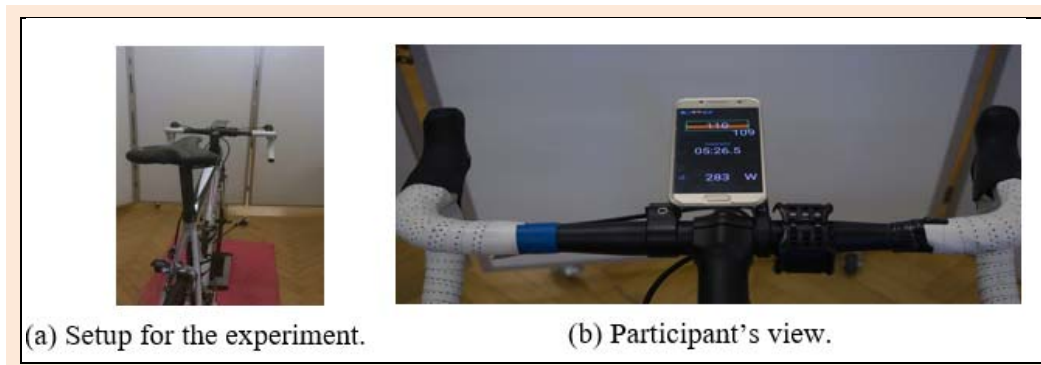 110
109
05:26.5
283 W
(a) Setup for the experiment.
(b) Participant's view.